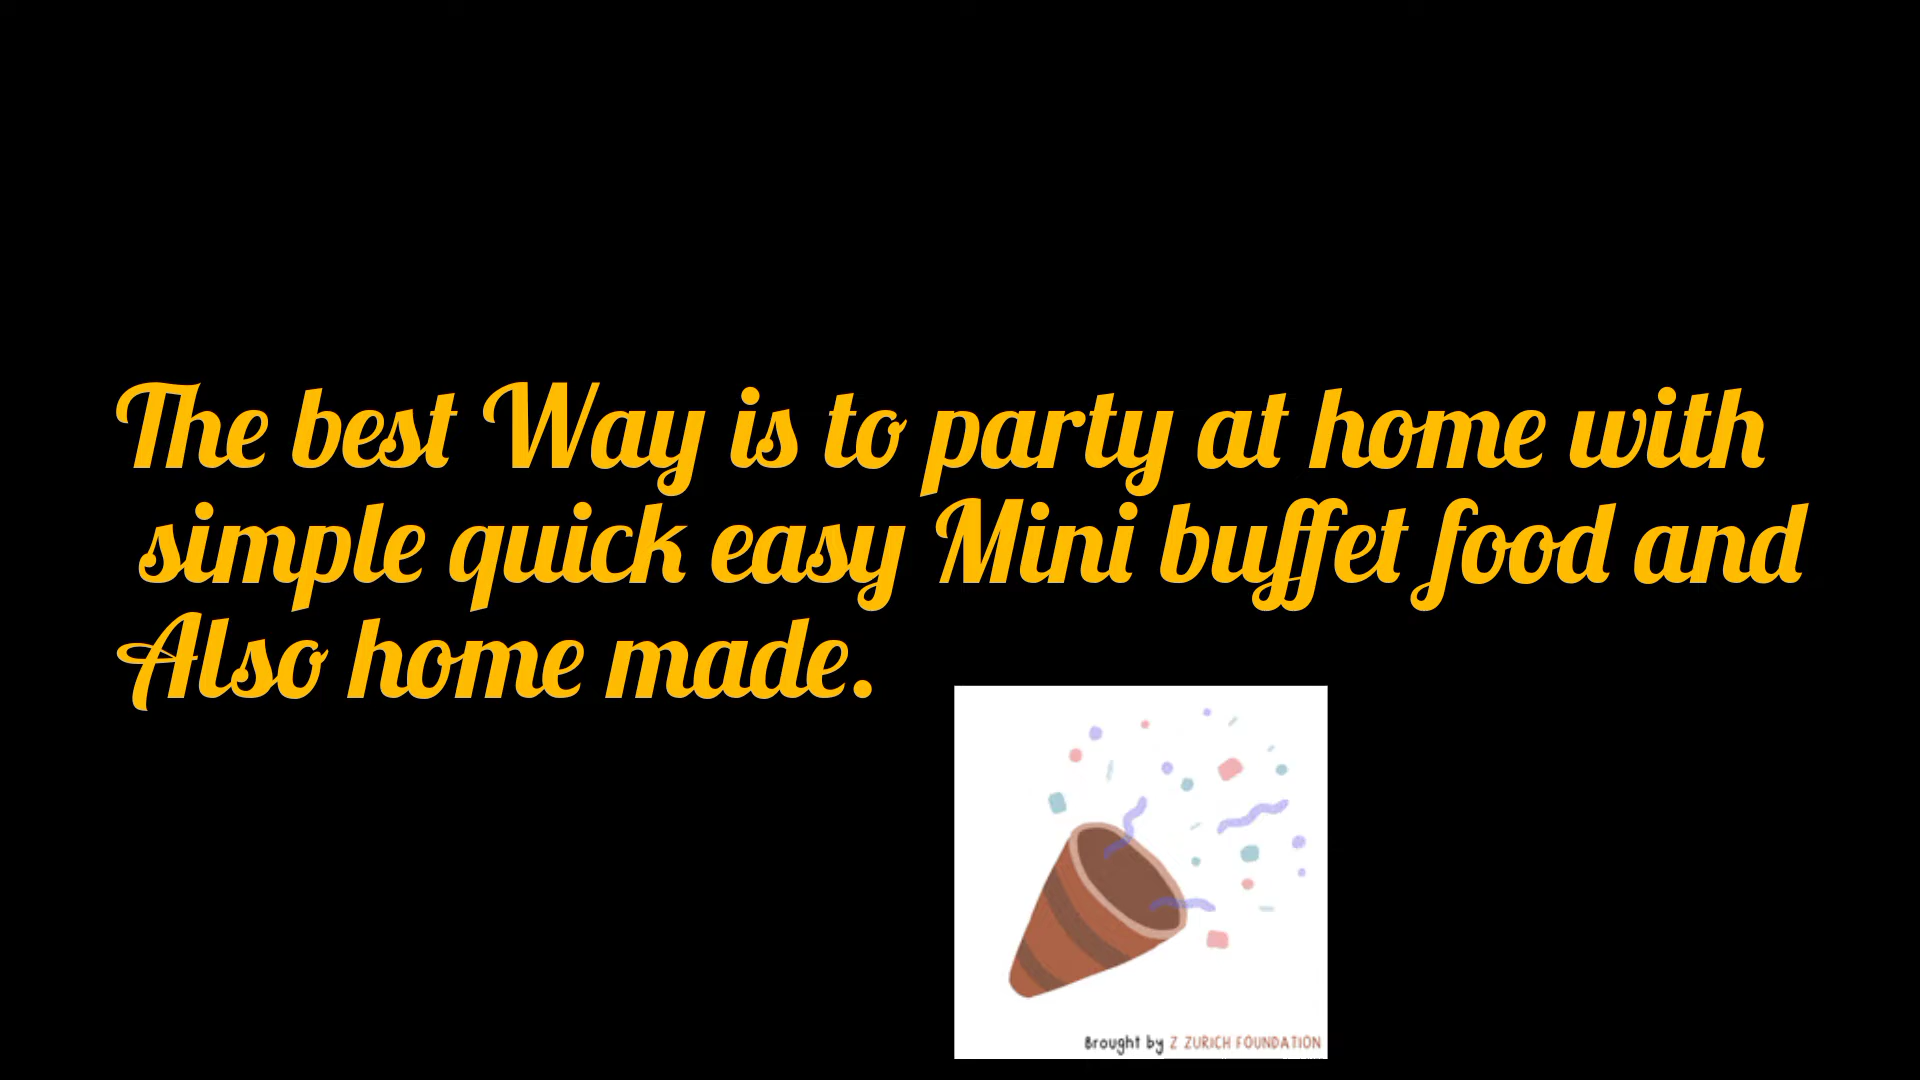 The best Way is to party at home with
simple quick easy Mini buffet food and
Also home made.
Brought by Z ZURICH FOUNDATION